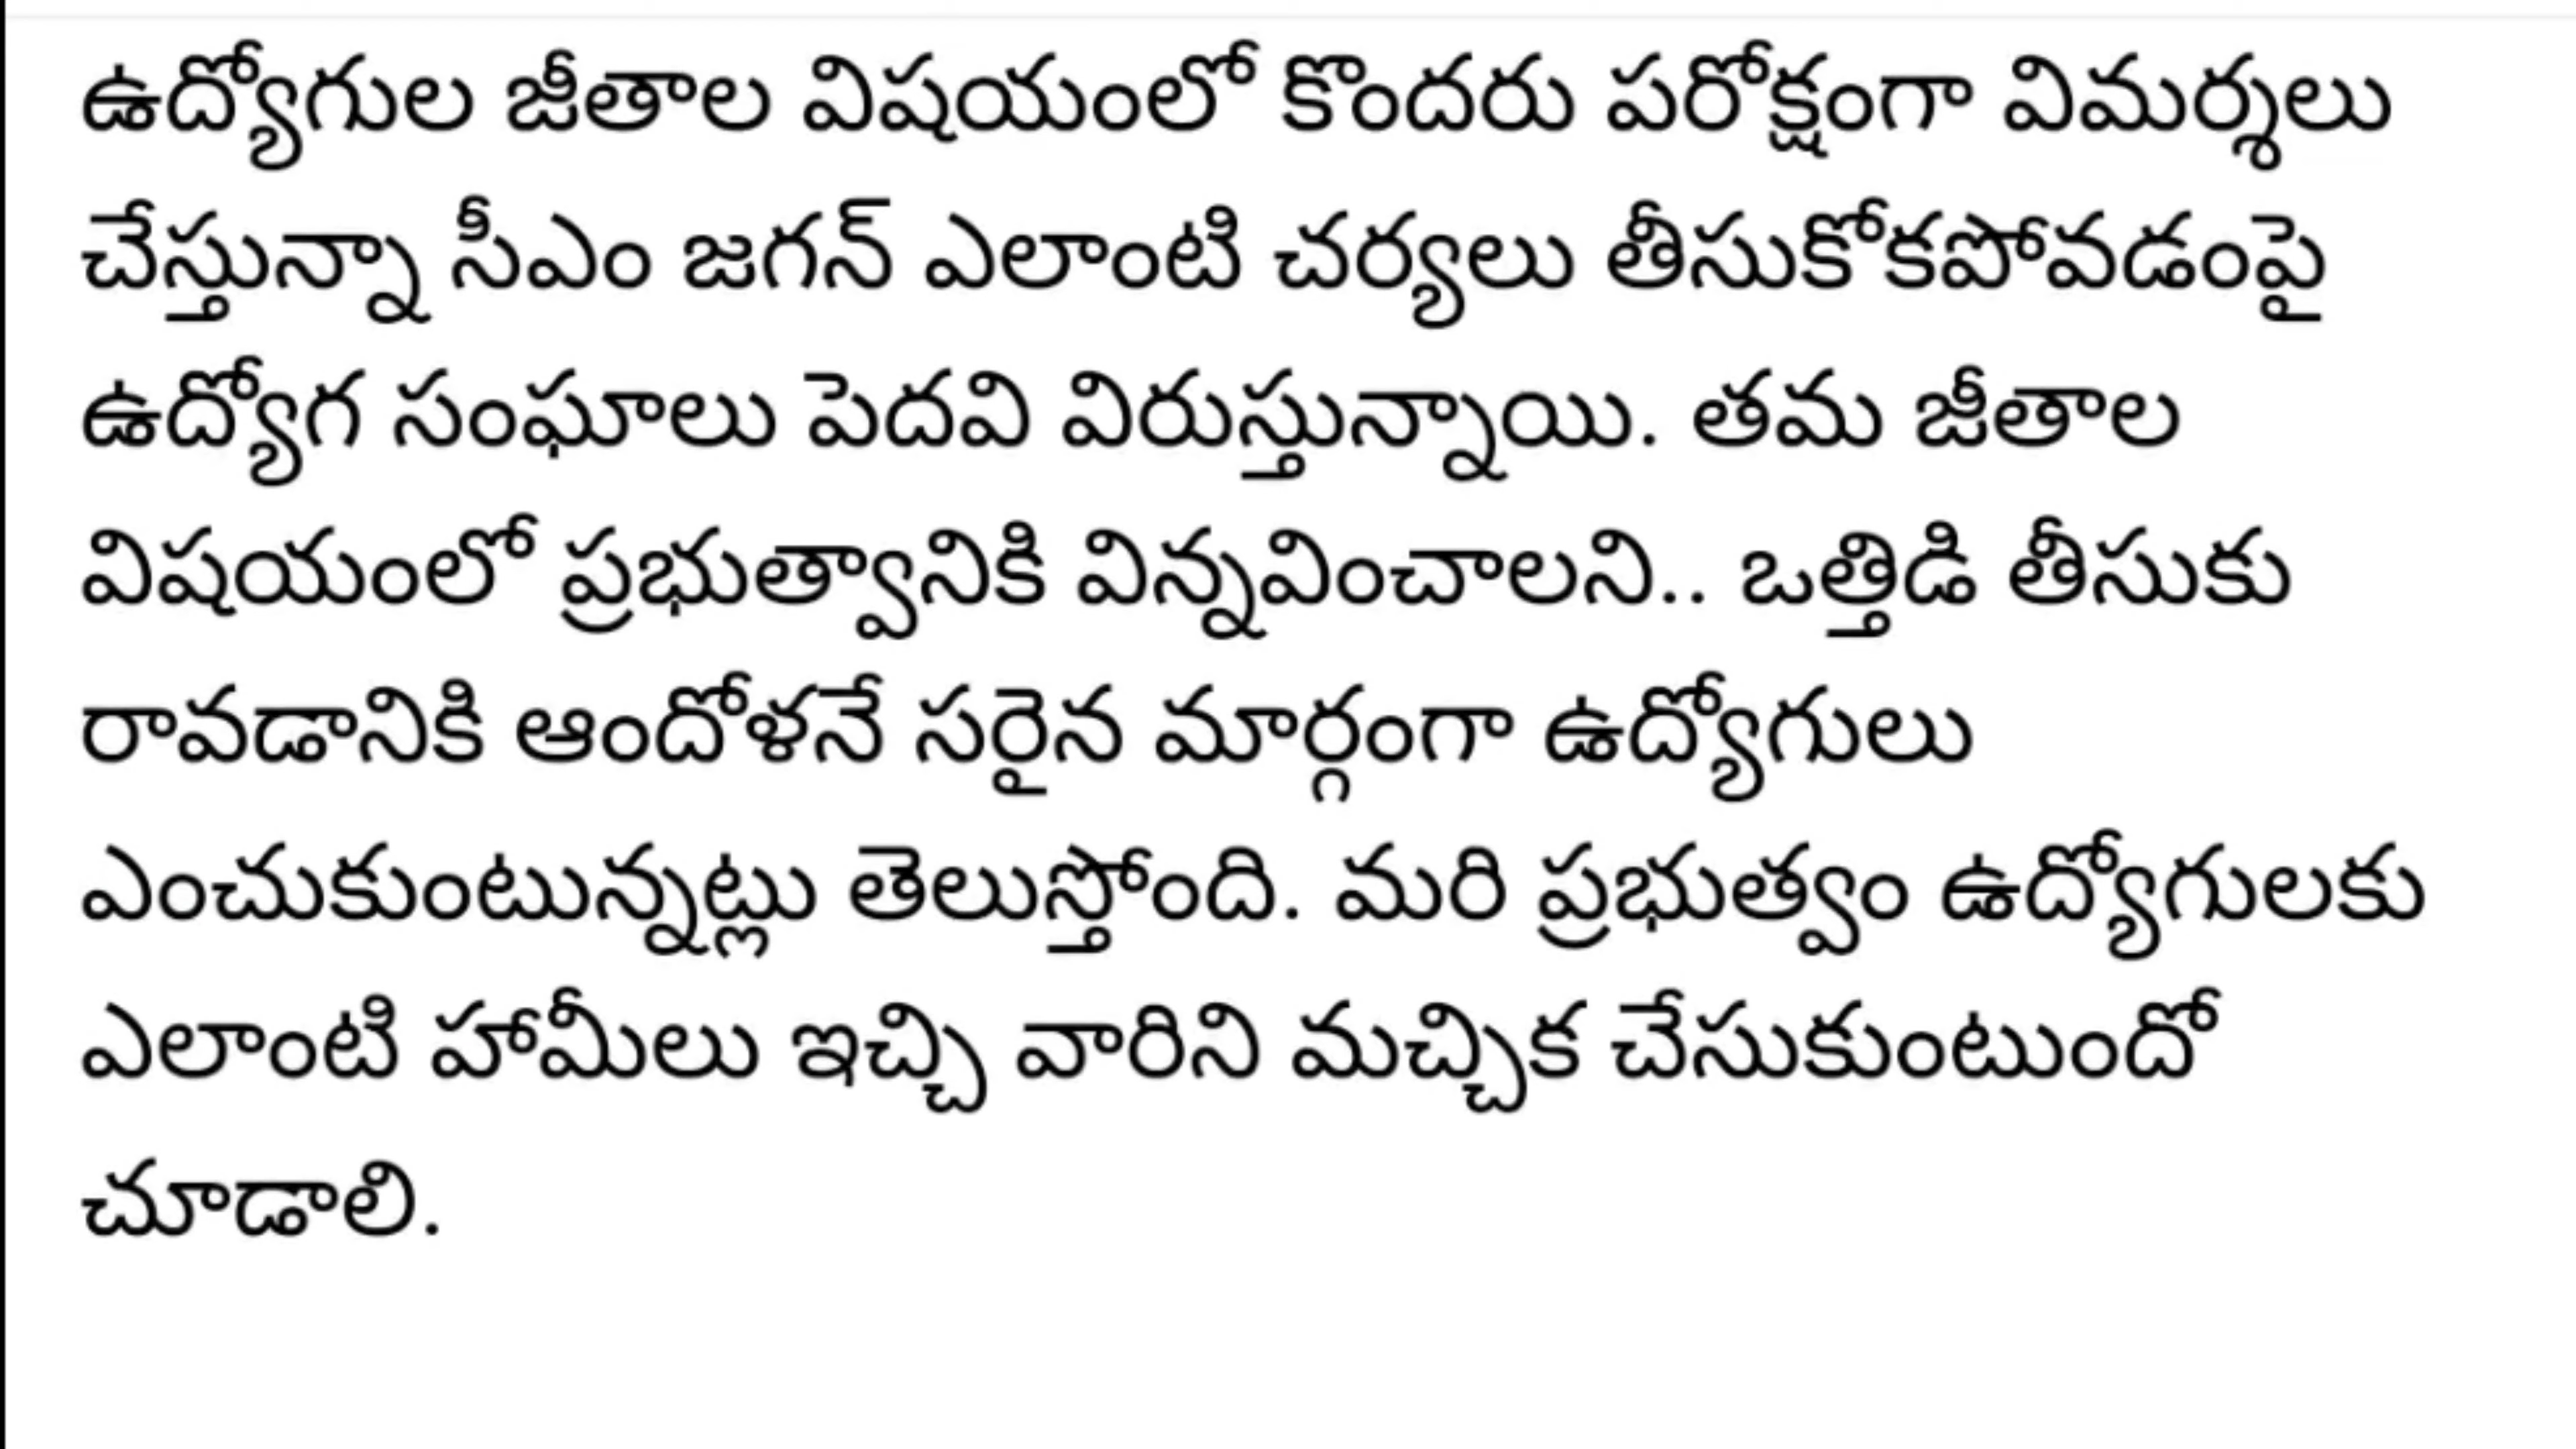 ఉద్యోగుల జీతాల విషయంలో కొందరు పరోక్షంగా విమర్శలు
చేస్తున్నా సీఎం జగన్ ఎలాంటి చర్యలు తీసుకోకపోవడంపై
ఉద్యోగ సంఘాలు పెదవి విరుస్తున్నాయి. తమ జీతాల
విషయంలో ప్రభుత్వానికి విన్నవించాలని.. ఒత్తిడి తీసుకు
రావడానికి ఆందోళనే సరైన మార్గంగా ఉద్యోగులు
ఎంచుకుంటున్నట్లు తెలుస్తోంది. మరి ప్రభుత్వం ఉద్యోగులకు
ఎలాంటి హామీలు ఇచ్చి వారిని మచ్చిక చేసుకుంటుందో
చూడాలి.